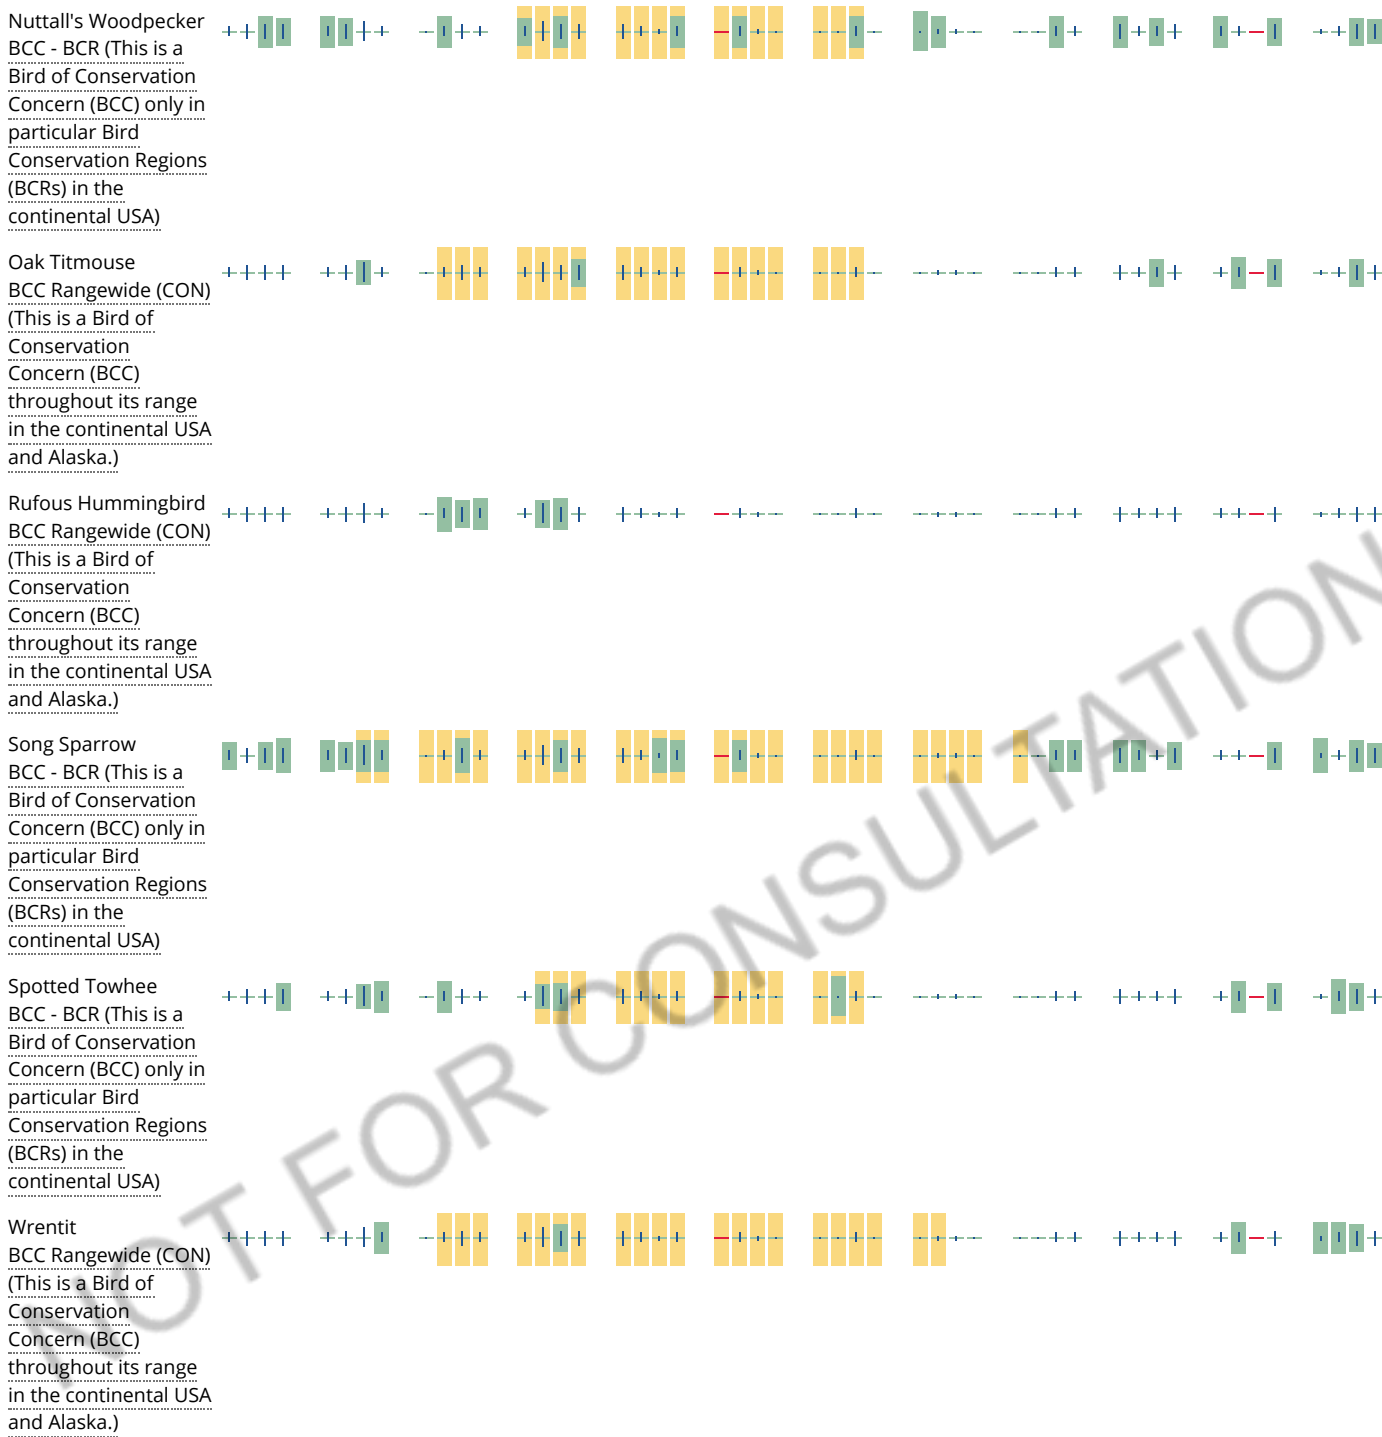 Nuttall's Woodpecker
BCC - BCR (This is a
Bird of Conservation
Concern (BCC) only in
particular Bird
Conservation Regions
(BCRs) in the
continental USA)
Oak Titmouse
BCC Rangewide (CON)
(This is a Bird of
Conservation
Concern (BCC)
throughout its range
in the continental USA
and Alaska.)
Rufous Hummingbird
BCC Rangewide (CON)
(This is a Bird of
Conservation
Concern (BCC)
throughout its range
in the continental USA
and Alaska.)
Song Sparrow
BCC - BCR (This is a
Bird of Conservation
Concern (BCC) only in
particular Bird
Conservation Regions
(BCRs) in the
continental USA)
Spotted Towhee
BCC - BCR (This is a
Bird of Conservation
Concern (BCC) only in
particular Bird
Conservation Regions
(BCRs) in the
continental USA)
Wrentit
BCC Rangewide (CON)
(This is a Bird of
Conservation
Concern (BCC)
throughout its range
in the continental USA
and Alaska.)
NOT FOR CONSULTATION